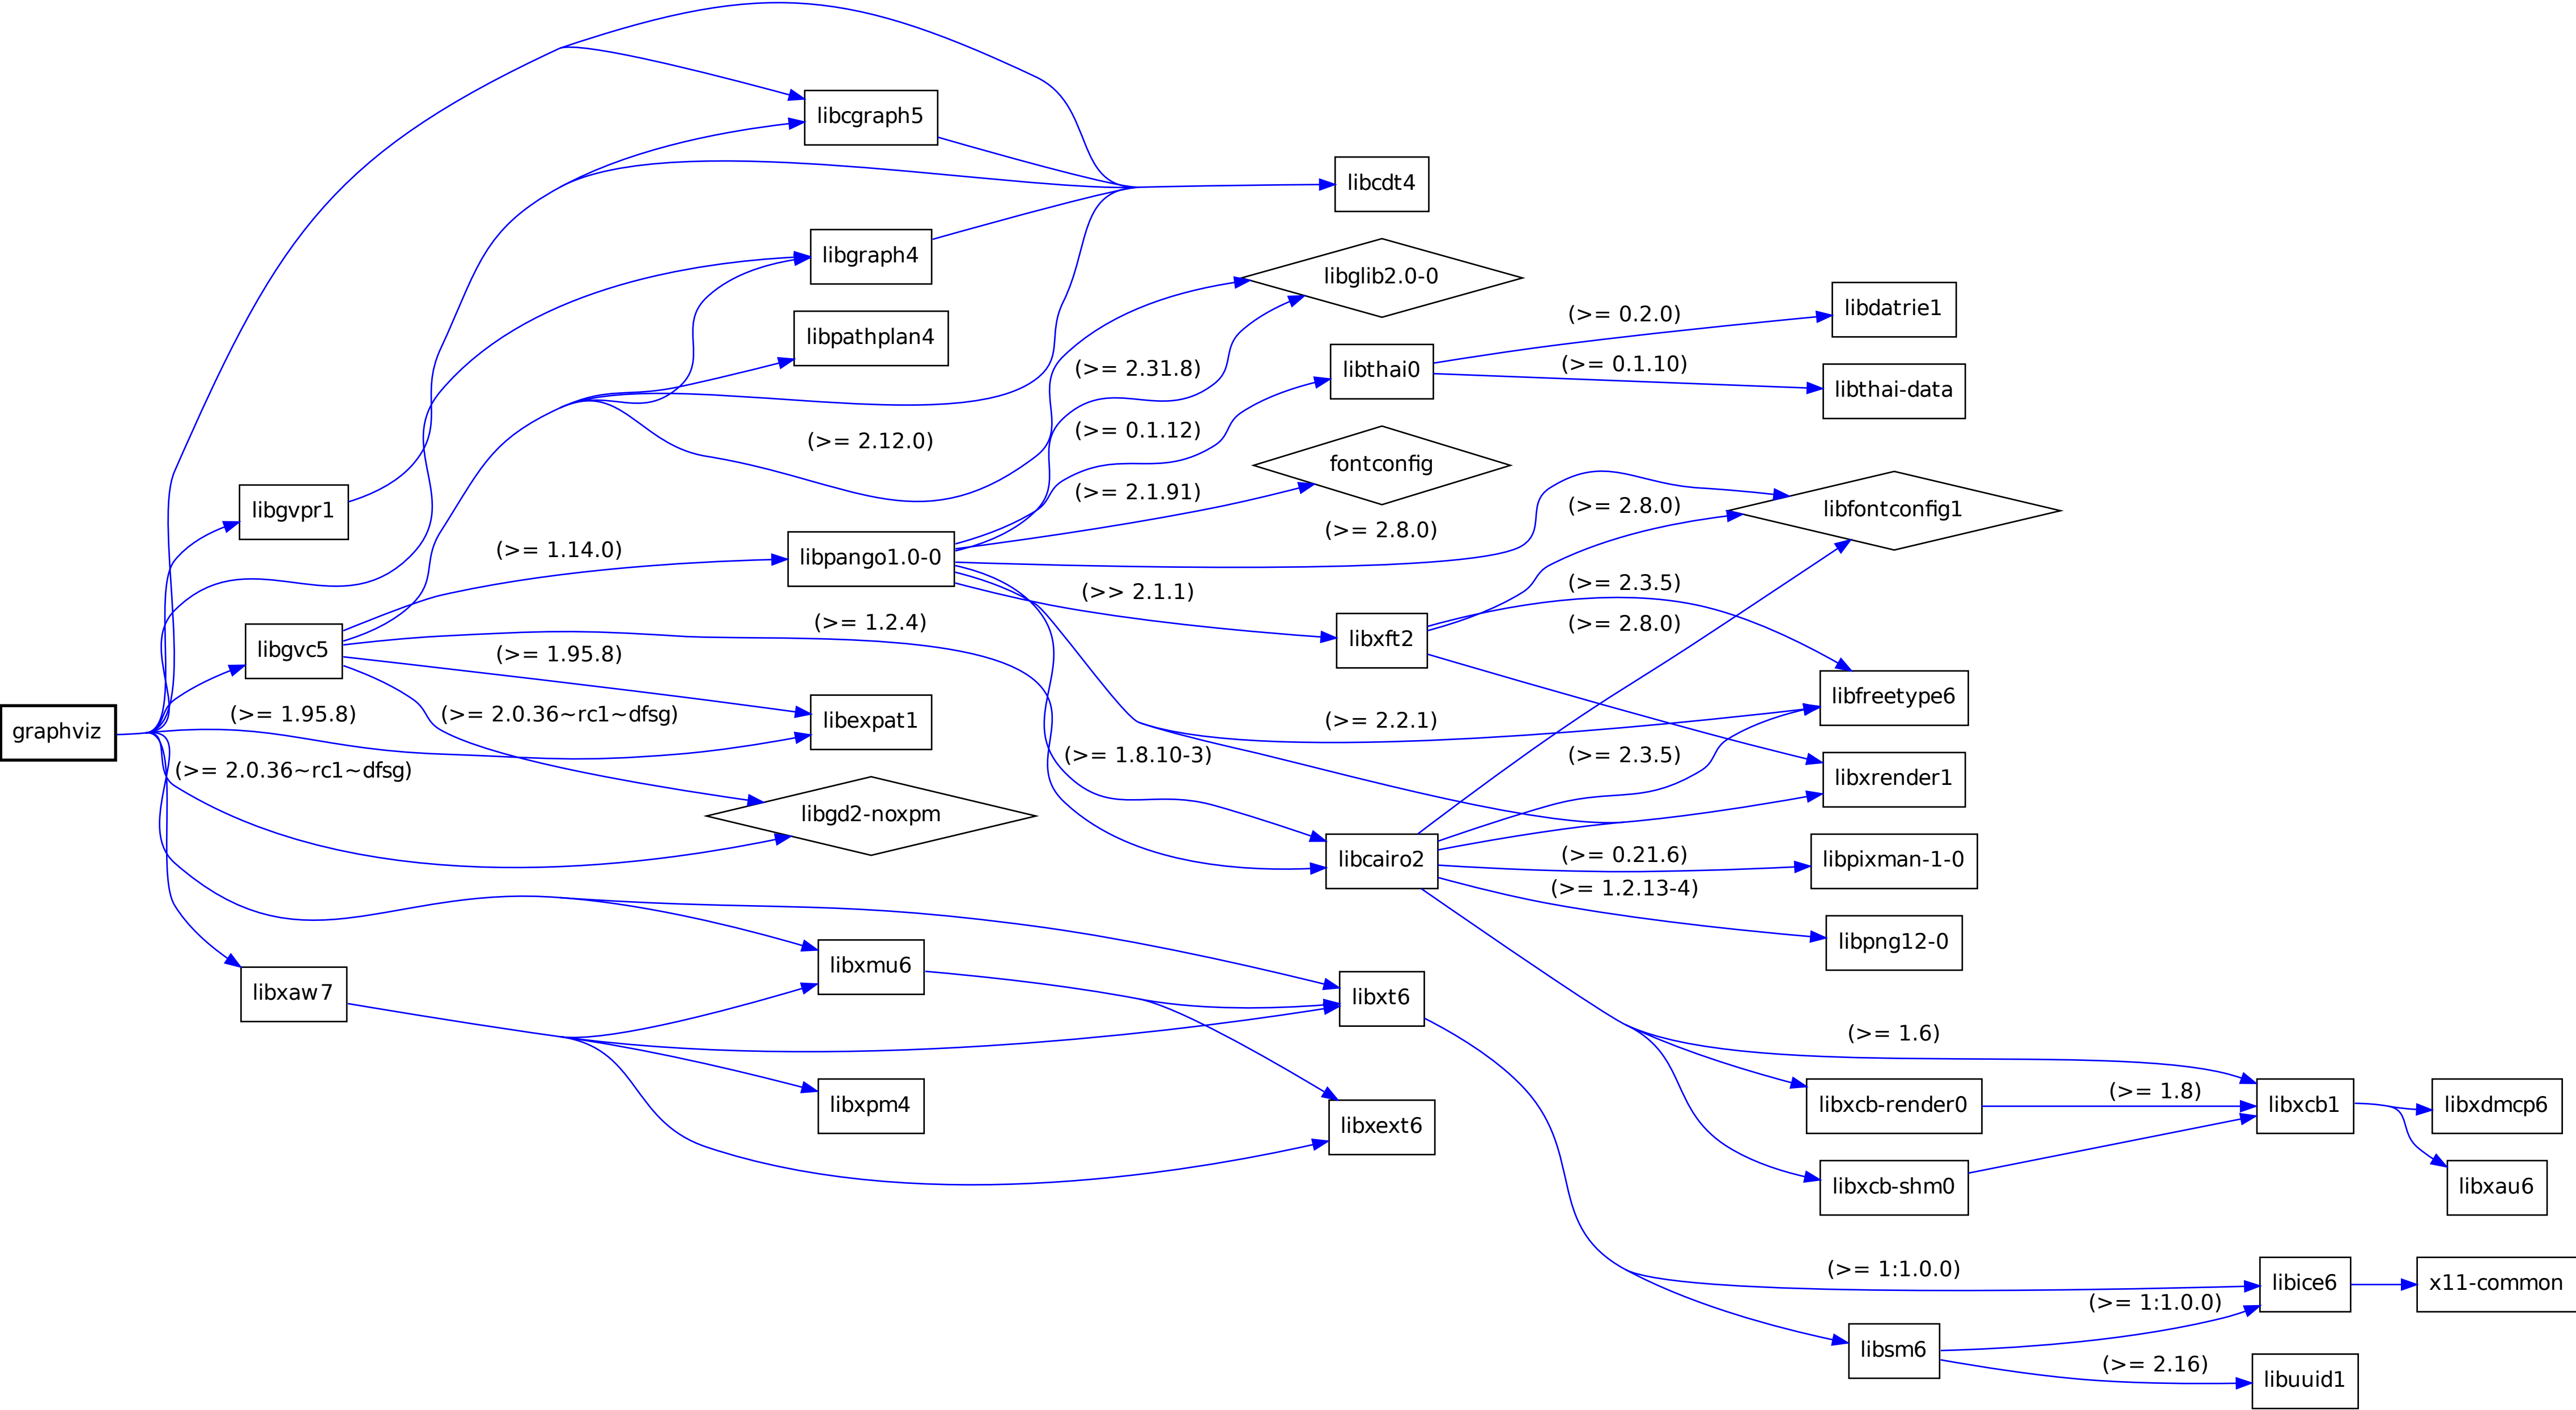 graphviz
libgvpr1
libgvc5
(>= 1.95.8)
(>= 2.0.36~rc1~dfsg)
libxaw7
(>= 1.14.0)
(>= 1.95.8)
(>= 2.0.36~rc1~dfsg)
libcgraph5
libgraph4
libpathplan4
(>= 2.12.0)
libpango1.0-0
(>= 1.2.4)
libexpat1
libgd2-noxpm
libxmu6
libxpm4
(>= 2.31.8)
(>= 0.1.12)
(>= 2.1.91)
(>> 2.1.1)
(>= 1.8.10-3)
libcdt4
libglib2.0-0
libthai0
fontconfig
(>= 2.8.0)
libxft2
(>= 2.2.1)
libcairo2
libxt6
libxext6
(>= 0.2.0)
(>= 0.1.10)
(>= 2.8.0)
(>= 2.3.5)
(>= 2.8.0)
(>= 2.3.5)
(>= 0.21.6)
(>= 1.2.13-4)
libdatrie1
libthai-data
libfontconfig1
libfreetype6
libxrender1
libpixman-1-0
libpng12-0
(>= 1.6)
libxcb-render0
libxcb-shm0
(>= 1:1.0.0)
libsm6
(>= 1.8)
(>= 1:1.0.0)
(>= 2.16)
libxcb1
libice6
libuuid1
libxdmcp6
libxau6
x11-common